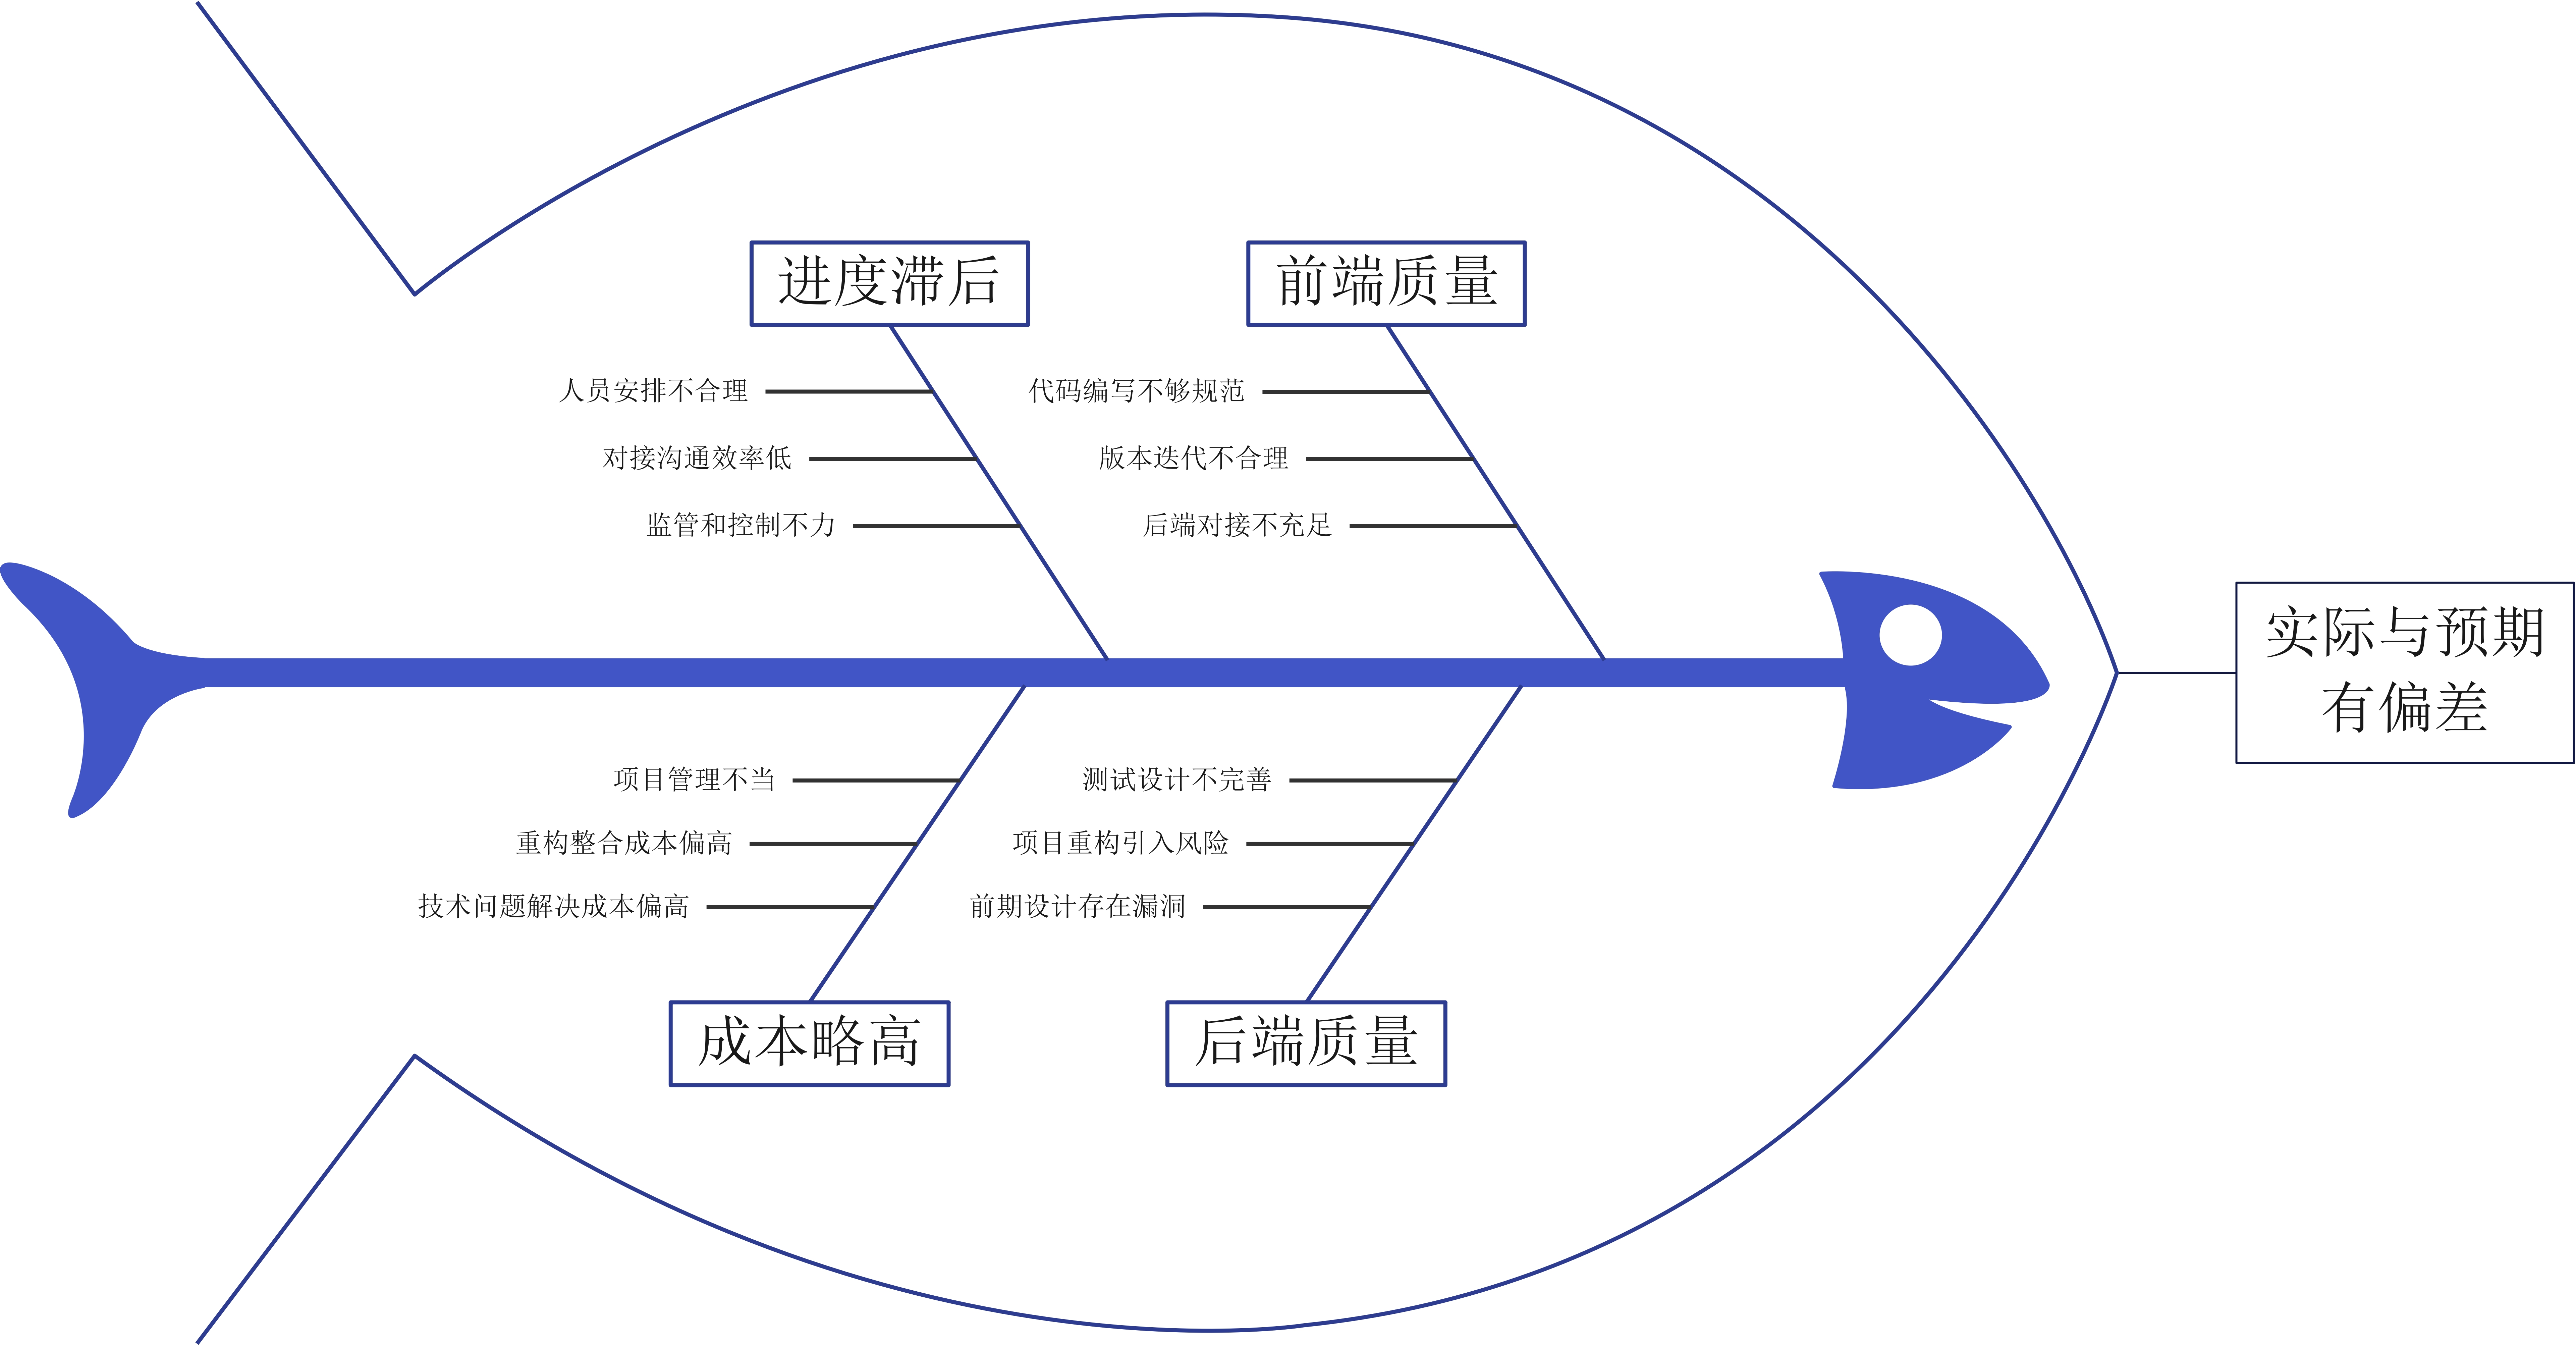 进度滞后
人员安排不合理
对接沟通效率低
监管和控制不力
前端质量
代码编写不够规范
版本迭代不合理
后端对接不充足
实际与预期
有偏差
项目管理不当
重构整合成本偏高
技术问题解决成本偏高
成本略高
测试设计不完善
项目重构引入风险
前期设计存在漏洞
后端质量